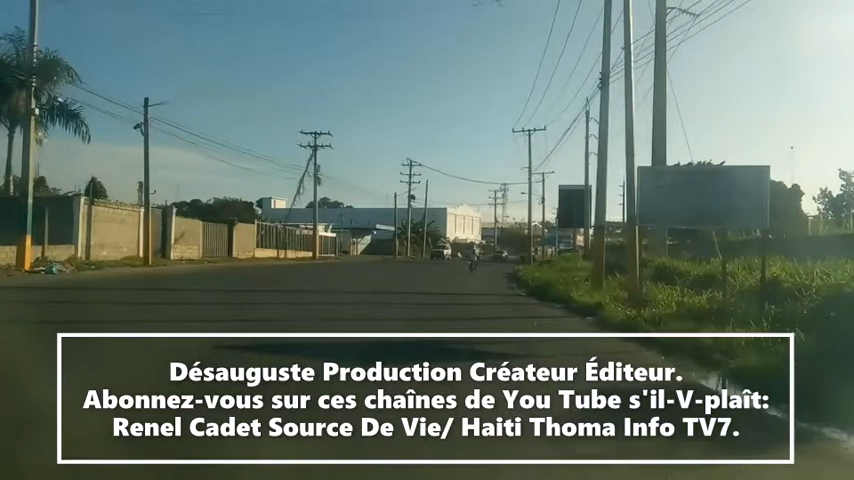 Désauguste Production Créateur Éditeur.
Abonnez-vous sur ces chaînes de You Tube s'il-V-plaît:
Renel Cadet Source De Vie/ Haiti Thoma Info TV7.